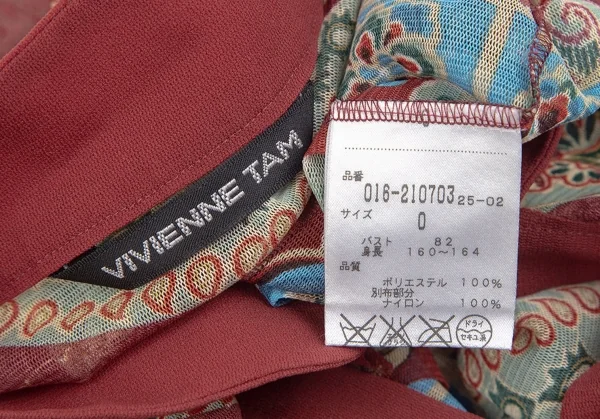 VIVIENNE TAM
品番
016-210703 25-02
サイズ
0
バスト 82
身長 160～164
品質
ポリエステル 100%
別布部分
ナイロン 100%
ドライ
セキユ系